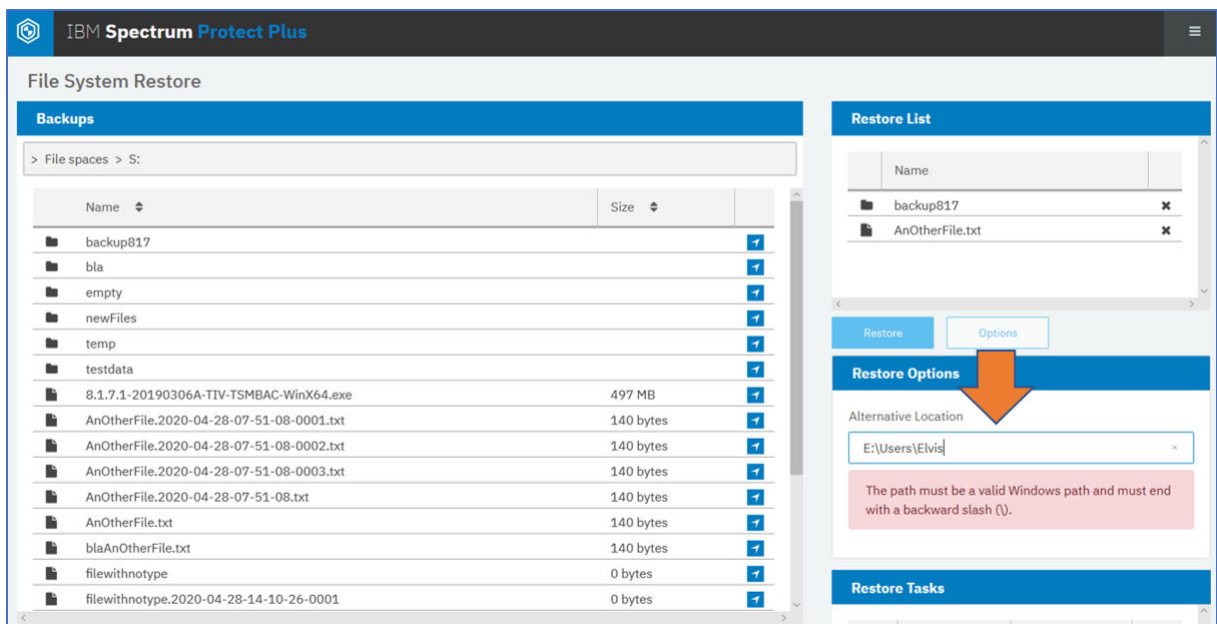 IBM Spectrum Protect Plus
File System Restore
Backups
> File spaces > S:
Name Size
backup817
bla
empty
newFiles
temp
testdata
8.1.7.1-20190306A-TIV-TSMBAC-WinX64.exe 497 MB
AnOtherFile.2020-04-28-07-51-08-0001.txt 140 bytes
AnOtherFile.2020-04-28-07-51-08-0002.txt 140 bytes
AnOtherFile.2020-04-28-07-51-08-0003.txt 140 bytes
AnOtherFile.2020-04-28-07-51-08.txt 140 bytes
AnOtherFile.txt 140 bytes
blaAnOtherFile.txt 140 bytes
filewithnotype 0 bytes
filewithnotype.2020-04-28-14-10-26-0001 0 bytes
Restore List
Name
backup817
AnOtherFile.txt
Restore Options
Restore Options
Alternative Location
E:\Users\Elvis
The path must be a valid Windows path and must end
with a backward slash (\).
Restore Tasks